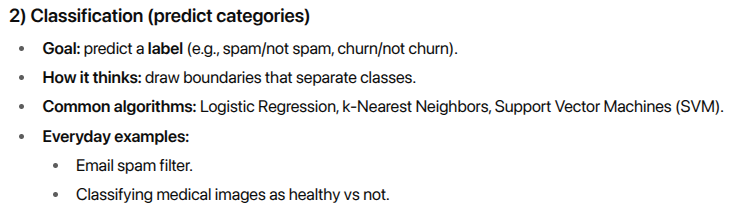 2) Classification (predict categories)
• Goal: predict a label (e.g., spam/not spam, churn/not churn).
• How it thinks: draw boundaries that separate classes.
• Common algorithms: Logistic Regression, k-Nearest Neighbors, Support Vector Machines (SVM).
• Everyday examples:
• Email spam filter.
• Classifying medical images as healthy vs not.